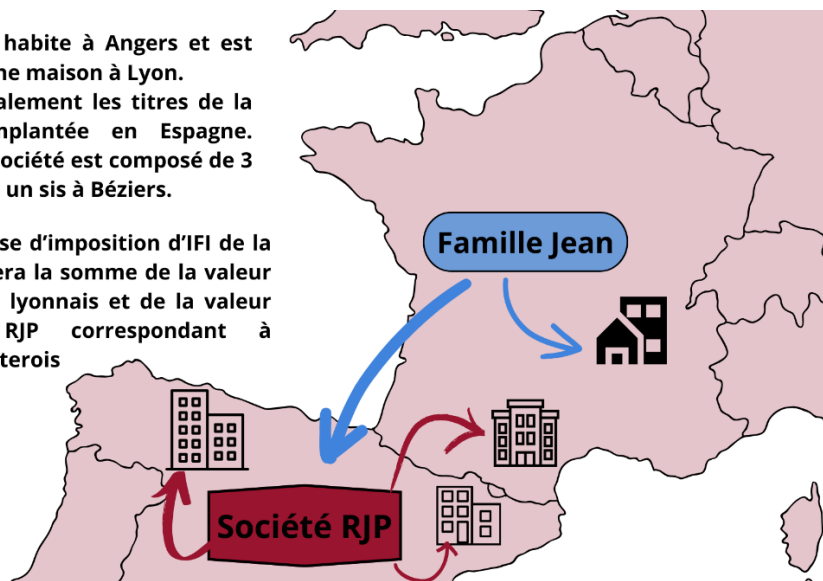 habite à Angers et est
ne maison à Lyon.
alement les titres de la
mplantée en Espagne.
ociété est composé de 3
un sis à Béziers.
se d'imposition d'IFI de la
era la somme de la valeur
lyonnais et de la valeur
RJP correspondant à
terois
Famille Jean
Société RJP